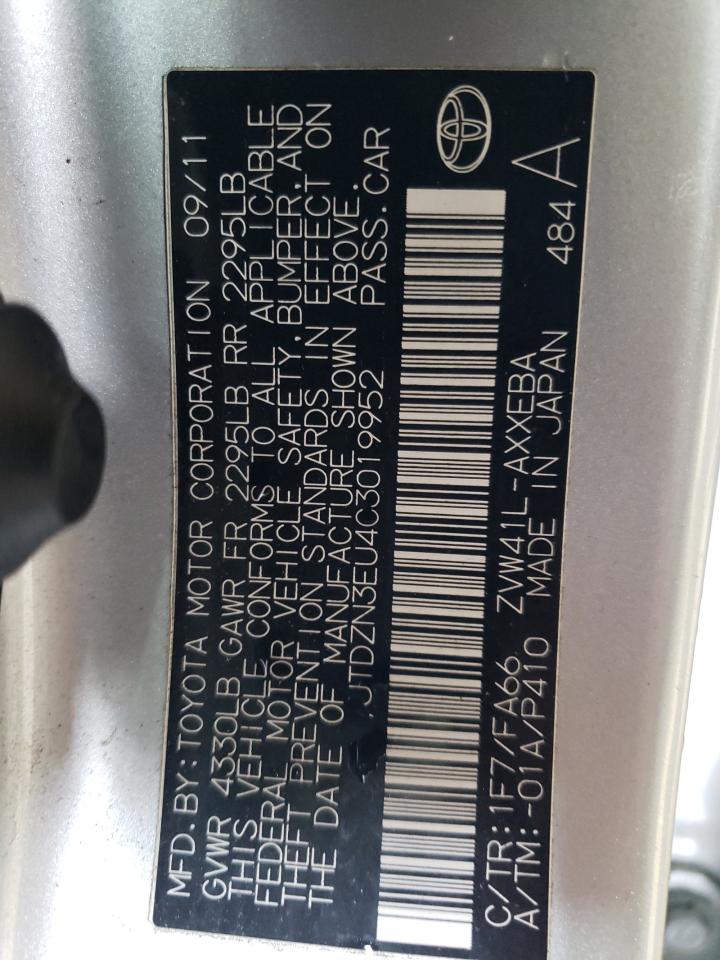 MFD.BY:TOYOTA MOTOR CORPORATION 09/11
GVWR 4330LB GAWR FR 2295LB RR 2295LB
THIS VEHICLE CONFORMS TO ALL APPLICABLE
FEDERAL MOTOR VEHICLE SAFETY,BUMPER,AND
THEFT PREVENTION STANDARDS IN EFFECT ON
THE DATE OF MANUFACTURE SHOWN ABOVE.
JTDZN3EU4C3019952 PASS.CAR
C/TR:1F7/FA66 ZVW41L-AXXEBA
A/TM:-01A/P410 MADE IN JAPAN 484 A